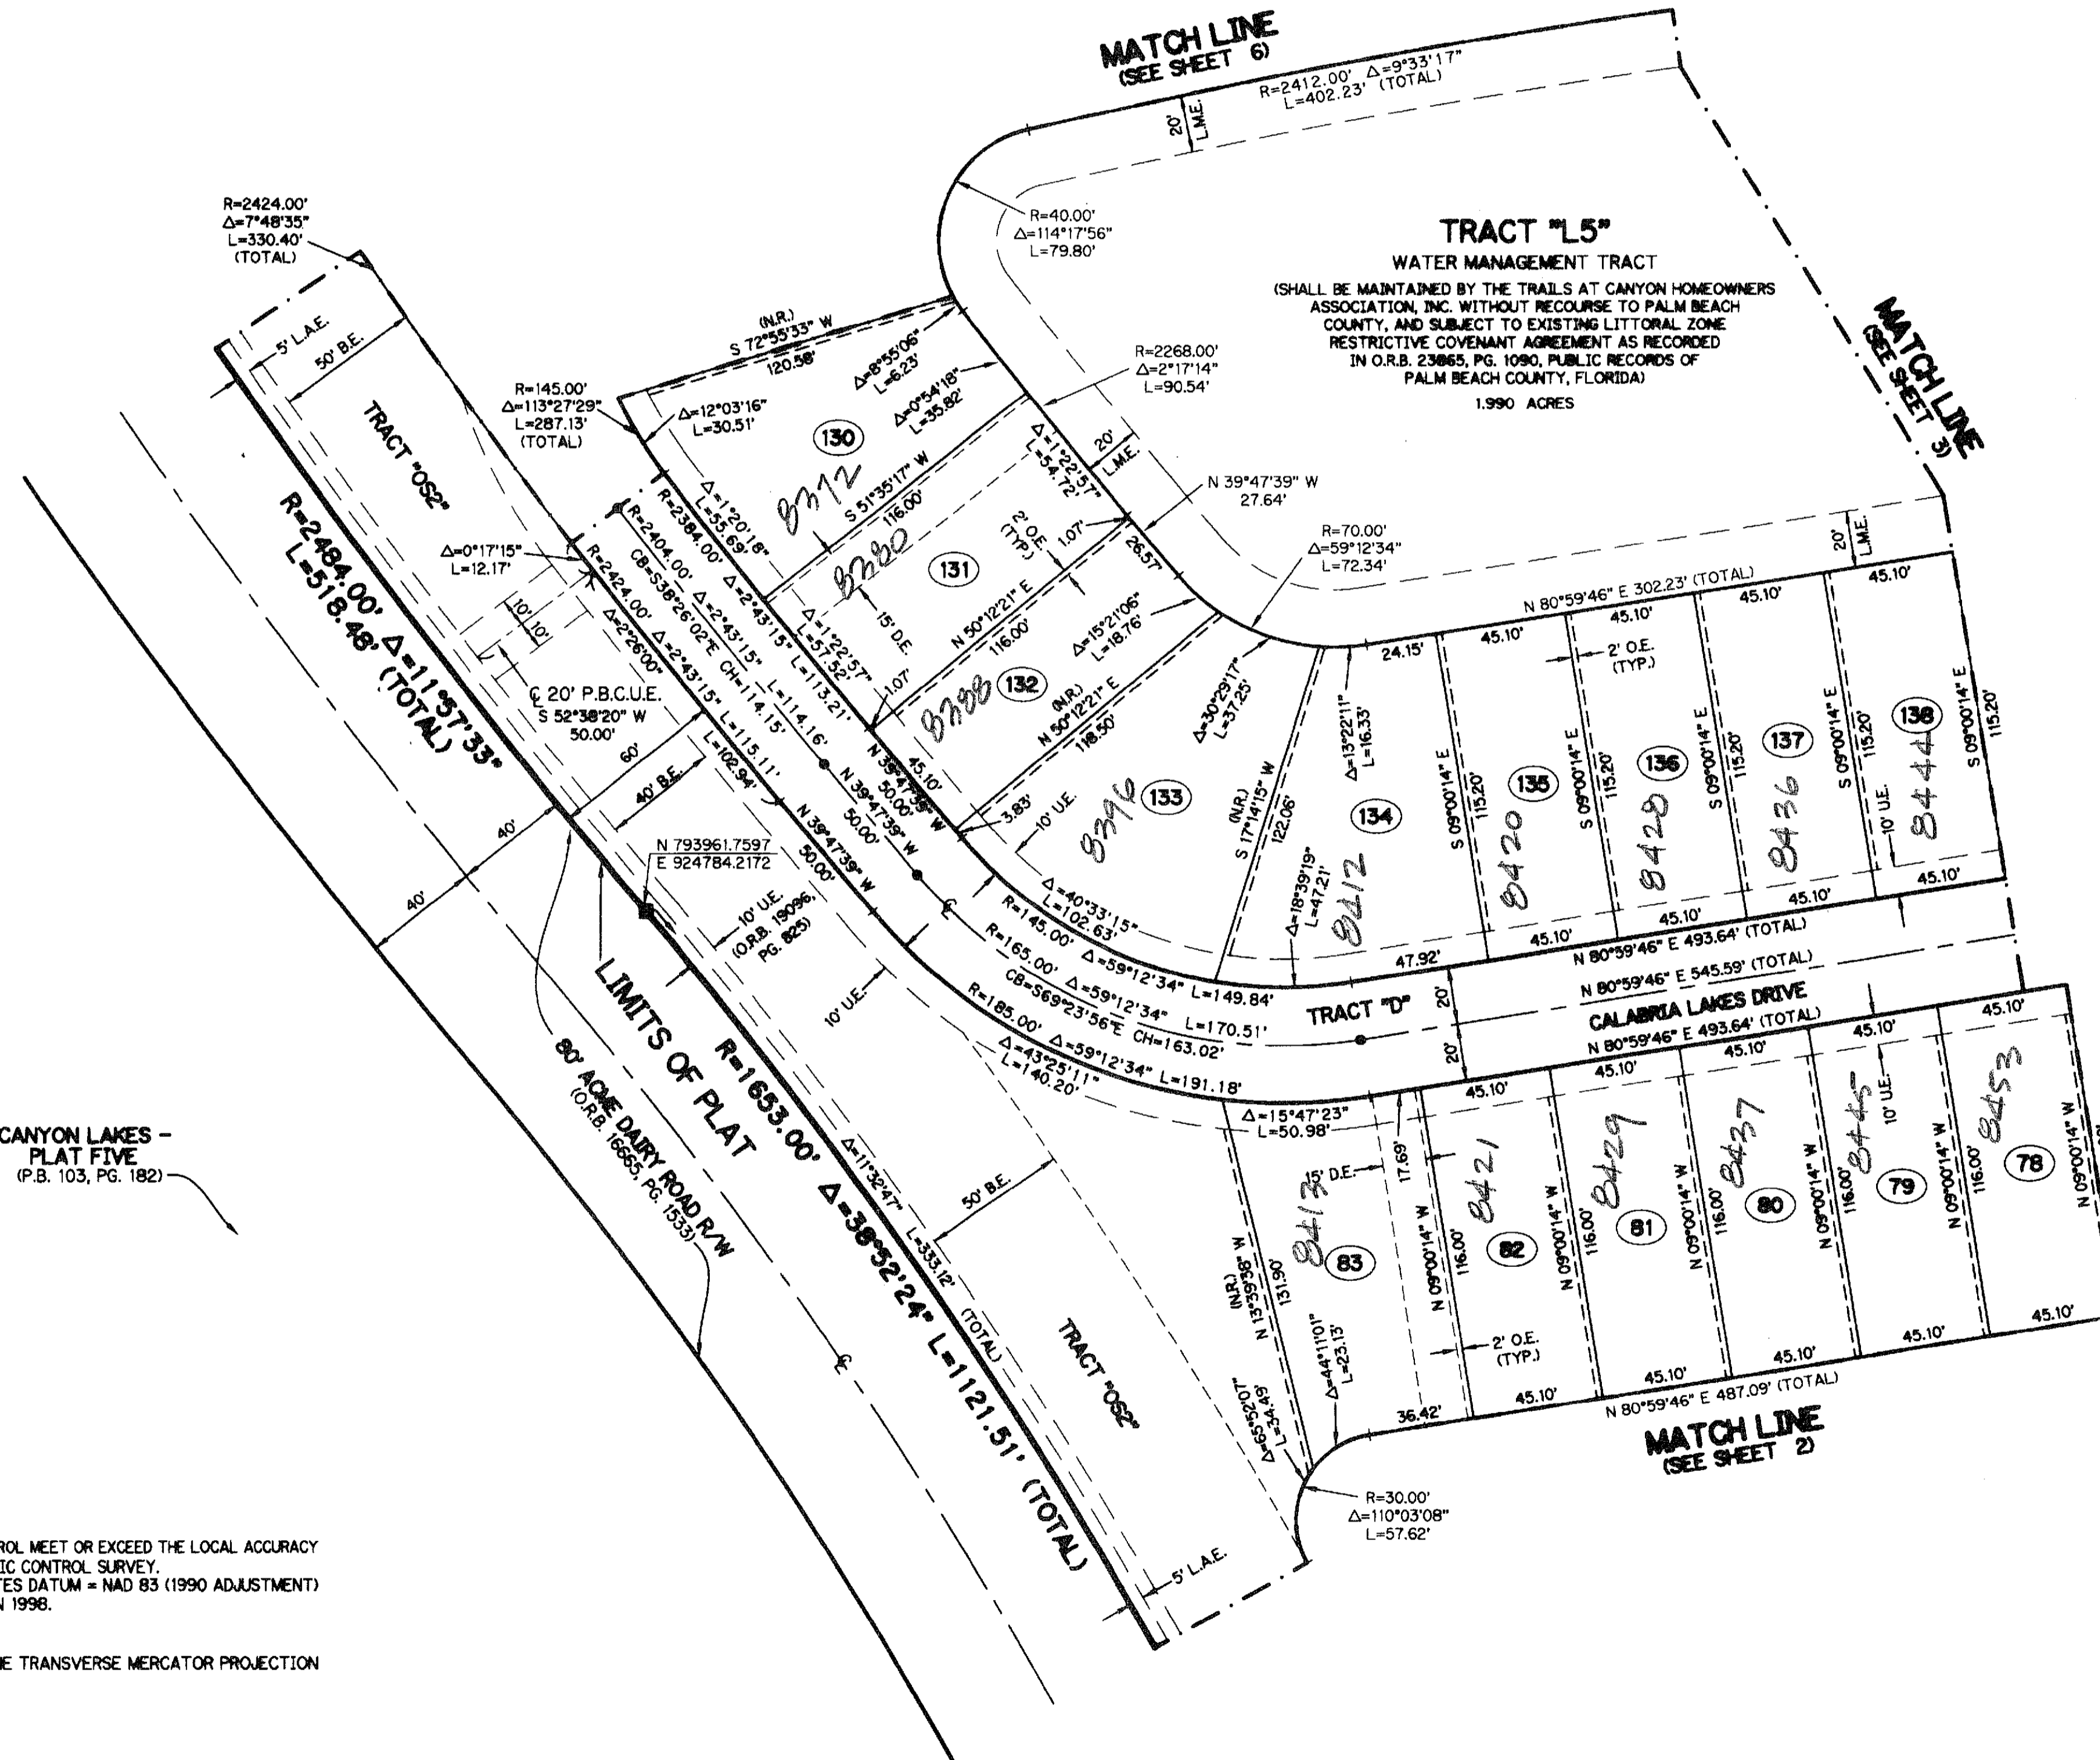 MATCH LINE
(SEE SHEET 6)
R=2412.00' Δ=9°33'17"
L=402.23' (TOTAL)
20'
L.M.E.
R=2424.00'
Δ=7°48'35"
L=330.40'
(TOTAL)
R=40.00'
Δ=114°17'56"
L=79.80'
TRACT "L5"
WATER MANAGEMENT TRACT
(SHALL BE MAINTAINED BY THE TRAILS AT CANYON HOMEOWNERS
ASSOCIATION, INC. WITHOUT RECOURSE TO PALM BEACH
COUNTY, AND SUBJECT TO EXISTING LITTORAL ZONE
RESTRICTIVE COVENANT AGREEMENT AS RECORDED
IN O.R.B. 23865, PG. 1090, PUBLIC RECORDS OF
PALM BEACH COUNTY, FLORIDA)
1.990 ACRES
MATCH LINE
(SEE SHEET 3)
5' L.A.E.
50' B.E.
TRACT "OS2"
(N.R.)
S 72°55'33" W
120.58'
Δ=8°55'06"
L=6.23'
Δ=0°54'18"
L=35.82'
R=2268.00'
Δ=2°17'14"
L=90.54'
R=145.00'
Δ=113°27'29"
L=287.13'
(TOTAL)
Δ=12°03'16"
L=30.51'
130
8372
S 51°35'17" W
116.00'
Δ=1°22'57"
L=54.72'
20'
L.M.E.
N 39°47'39" W
27.64'
R=70.00'
Δ=59°12'34"
L=72.34'
Δ=1°20'18"
L=55.69'
R=2384.00' Δ=2°43'15" L=113.21'
R=2404.00' Δ=2°43'15" L=114.16'
CB=S38°26'02"E CH=114.15'
R=2424.00' Δ=2°43'15" L=115.11'
Δ=2°26'00"
L=102.94'
Δ=0°17'15"
L=12.17'
10'
10'
8380
131
2' O.E.
(TYP.)
1.07'
26.57'
15' D.E.
Δ=1°22'57"
L=57.52'
1.07'
N 50°12'21" E
116.00'
Δ=15°21'06"
L=18.76'
8388
132
(N.R.)
N 50°12'21" E
118.50'
Δ=30°29'17"
L=37.25'
R=2484.00' Δ=11°57'33"
L=518.48' (TOTAL)
℄ 20' P.B.C.U.E.
S 52°38'20" W
50.00'
60'
40' B.E.
40'
40'
N 39°47'39" W
50.00'
45.10'
3.83'
N 39°47'39" W
50.00'
N 39°47'39" W
50.00'
10' U.E.
8396
133
(N.R.)
S 17°14'15" W
122.06'
Δ=13°22'11"
L=16.33'
134
8412
Δ=18°39'19"
L=47.21'
N 80°59'46" E 302.23' (TOTAL)
20'
L.M.E.
24.15'
45.10'
45.10'
45.10'
2' O.E.
(TYP.)
S 09°00'14" E
115.20'
135
8420
S 09°00'14" E
115.20'
136
8428
S 09°00'14" E
115.20'
137
8436
S 09°00'14" E
115.20'
10' U.E.
138
8444
S 09°00'14" E
115.20'
47.92'
45.10'
45.10'
45.10'
45.10'
N 793961.7597
E 924784.2172
10' U.E.
(O.R.B. 19096,
PG. 825)
10' U.E.
Δ=40°33'15"
L=102.63'
R=145.00' Δ=59°12'34" L=149.84'
R=165.00' Δ=59°12'34" L=170.51'
CB=S69°23'56"E CH=163.02'
R=185.00' Δ=59°12'34" L=191.18'
Δ=43°25'11"
L=140.20'
℄
TRACT "D"
20'
20'
N 80°59'46" E 493.64' (TOTAL)
N 80°59'46" E 545.59' (TOTAL)
CALABRIA LAKES DRIVE
N 80°59'46" E 493.64' (TOTAL)
LIMITS OF PLAT
R=1653.00' Δ=38°52'24" L=1121.51' (TOTAL)
Δ=11°32'47" L=333.12' (TOTAL)
80' ACME DAIRY ROAD R/W
(O.R.B. 16665, PG. 1533)
CANYON LAKES -
PLAT FIVE
(P.B. 103, PG. 182)
50' B.E.
TRACT "OS2"
℄
Δ=15°47'23"
L=50.98'
45.10'
45.10'
45.10'
45.10'
45.10'
15' D.E.
17.69'
(N.R.)
N 13°39'38" W
131.90'
8413
83
N 09°00'14" W
116.00'
8421
82
N 09°00'14" W
116.00'
8429
81
N 09°00'14" W
116.00'
8437
80
N 09°00'14" W
116.00'
8445
79
10' U.E.
N 09°00'14" W
116.00'
8453
78
N 09°00'14" W
Δ=44°11'01"
L=23.13'
Δ=65°52'07"
L=34.49'
2' O.E.
(TYP.)
36.42'
45.10'
45.10'
45.10'
45.10'
45.10'
N 80°59'46" E 487.09' (TOTAL)
MATCH LINE
(SEE SHEET 2)
R=30.00'
Δ=110°03'08"
L=57.62'
5' L.A.E.
ROL MEET OR EXCEED THE LOCAL ACCURACY
IC CONTROL SURVEY.
TES DATUM = NAD 83 (1990 ADJUSTMENT)
N 1998.
E TRANSVERSE MERCATOR PROJECTION